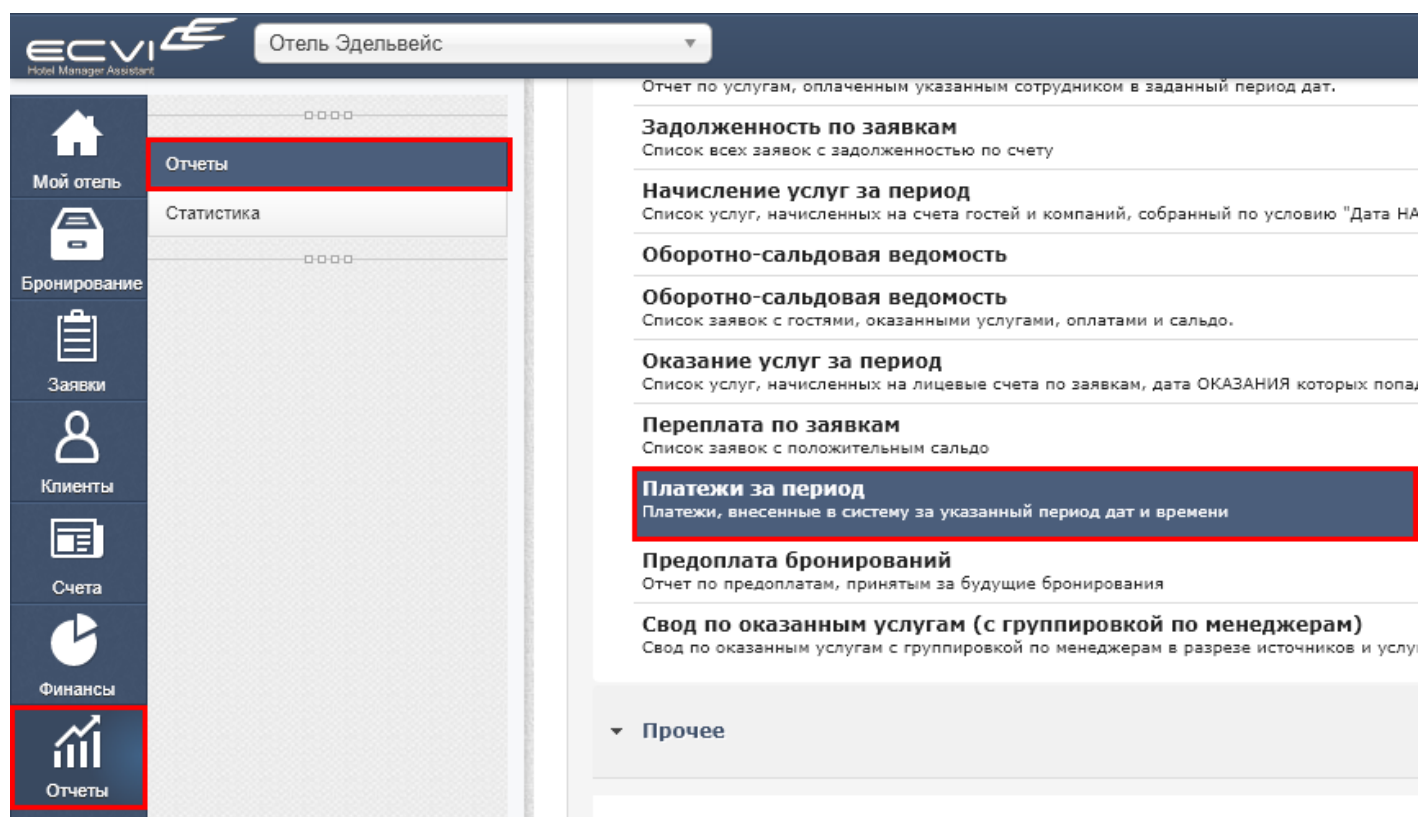 ECVI
Hotel Manager Assistant
Отель Эдельвейс
Мой отель
Бронирование
Заявки
Клиенты
Счета
Финансы
Отчеты
Отчеты
Статистика
Отчет по услугам, оплаченным указанным сотрудником в заданный период дат.
Задолженность по заявкам
Список всех заявок с задолженностью по счету
Начисление услуг за период
Список услуг, начисленных на счета гостей и компаний, собранный по условию "Дата НА
Оборотно-сальдовая ведомость
Оборотно-сальдовая ведомость
Список заявок с гостями, оказанными услугами, оплатами и сальдо.
Оказание услуг за период
Список услуг, начисленных на лицевые счета по заявкам, дата ОКАЗАНИЯ которых попад
Переплата по заявкам
Список заявок с положительным сальдо
Платежи за период
Платежи, внесенные в систему за указанный период дат и времени
Предоплата бронирований
Отчет по предоплатам, принятым за будущие бронирования
Свод по оказанным услугам (с группировкой по менеджерам)
Свод по оказанным услугам с группировкой по менеджерам в разрезе источников и услу
Прочее